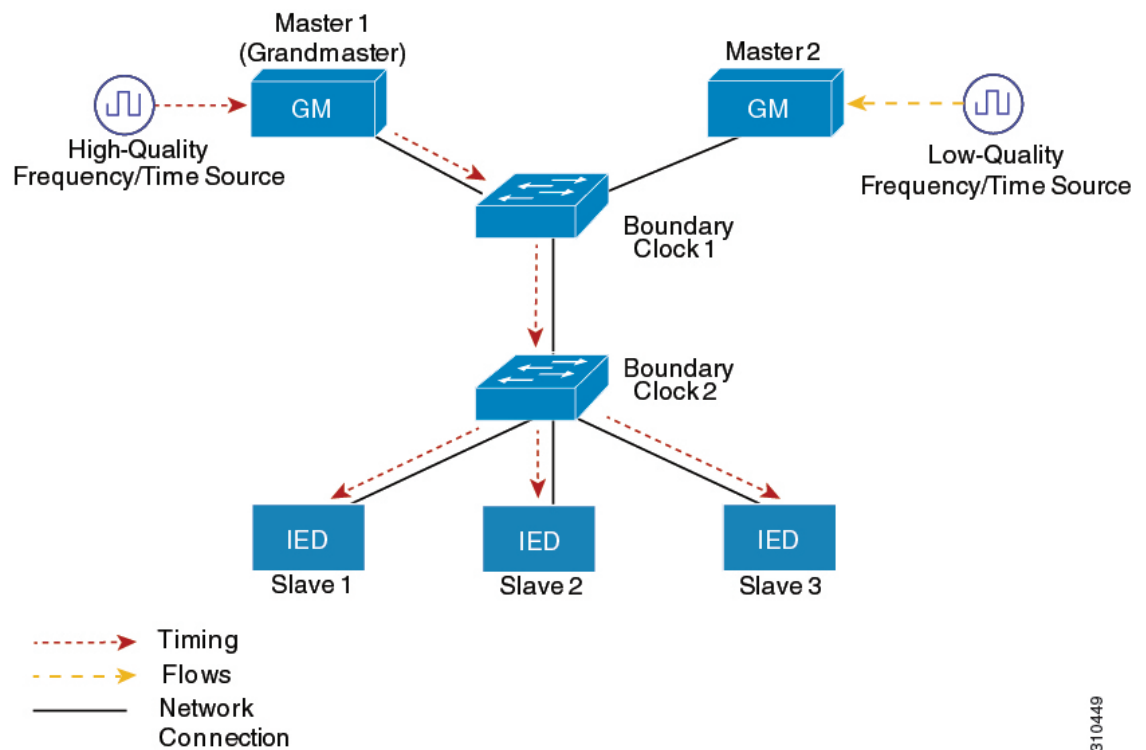 Master 1
(Grandmaster)
Master 2
GM
GM
High-Quality
Frequency/Time Source
Low-Quality
Frequency/Time Source
Boundary
Clock 1
Boundary
Clock 2
IED
IED
IED
Slave 1
Slave 2
Slave 3
Timing
Flows
Network
Connection
310449